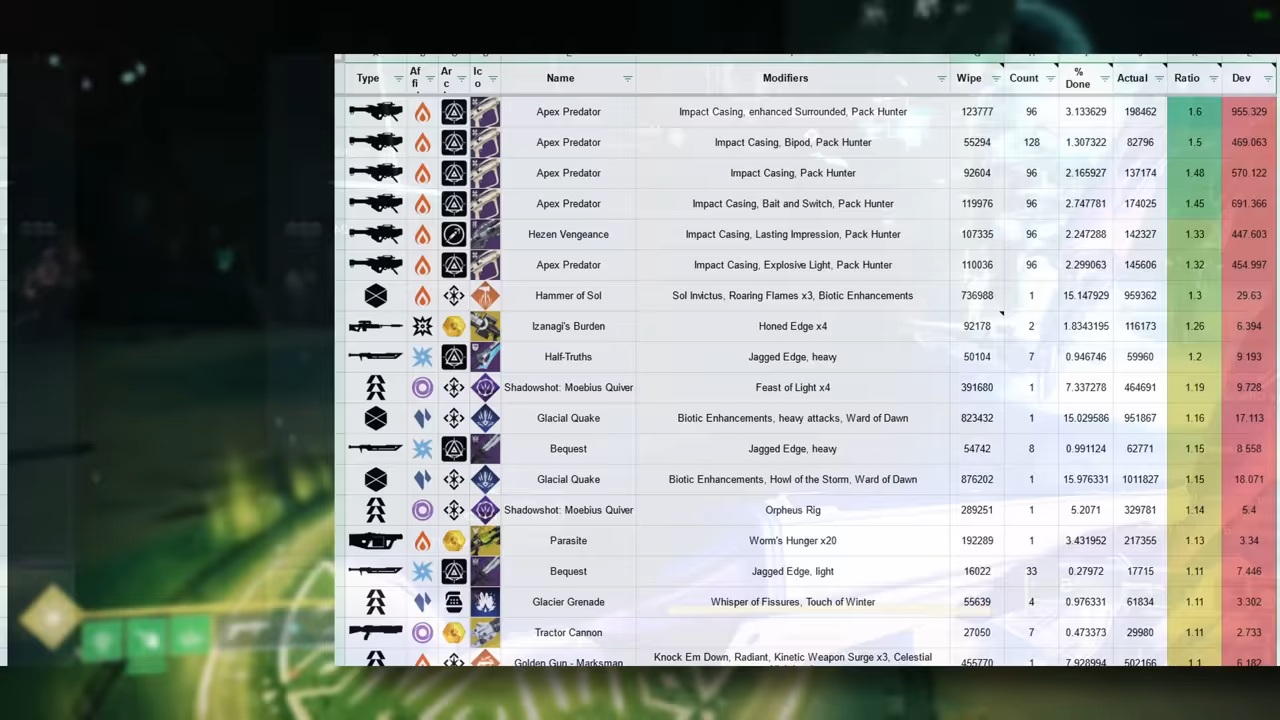 Type Af fi Ar c Ic o Name Modifiers Wipe Count % Done Actual Ratio Dev
Apex Predator Impact Casing, enhanced Surrounded, Pack Hunter 123777 96 3.133629 198462 1.6 955.329
Apex Predator Impact Casing, Bipod, Pack Hunter 55294 128 1.307322 82796 1.5 469.063
Apex Predator Impact Casing, Pack Hunter 92604 96 2.165927 137174 1.48 570.122
Apex Predator Impact Casing, Bait and Switch, Pack Hunter 119976 96 2.747781 174025 1.45 691.366
Hezen Vengeance Impact Casing, Lasting Impression, Pack Hunter 107335 96 2.247288 142327 1.33 447.603
Apex Predator Impact Casing, Explosive Light, Pack Hunter 110036 96 2.299063 145606 1.32 454.997
Hammer of Sol Sol Invictus, Roaring Flames x3, Biotic Enhancements 736988 1 15.147929 959362 1.3 29.63
Izanagi's Burden Honed Edge x4 92178 2 1.8343195 116173 1.26 6.394
Half-Truths Jagged Edge, heavy 50104 7 0.946746 59960 1.2 9.193
Shadowshot: Moebius Quiver Feast of Light x4 391680 1 7.337278 464691 1.19 9.728
Glacial Quake Biotic Enhancements, heavy attacks, Ward of Dawn 823432 1 15.029586 951867 1.16 17.113
Bequest Jagged Edge, heavy 54742 8 0.991124 62771 1.15 8.558
Glacial Quake Biotic Enhancements, Howl of the Storm, Ward of Dawn 876202 1 15.976331 1011827 1.15 18.071
Shadowshot: Moebius Quiver Orpheus Rig 289251 1 5.2071 329781 1.14 5.4
Parasite Worm's Hunger x20 192289 1 3.431952 217355 1.13 3.34
Bequest Jagged Edge, light 16022 33 0.27972 17715 1.11 7.446
Glacier Grenade Whisper of Fissures, Touch of Winter 55639 4 0.976331 61834 1.11 3.302
Tractor Cannon 27050 7 0.473373 29980 1.11 2.733
Knock Em Down, Radiant, Kinetic Weapon Surge x3, Celestial
Golden Gun - Marksman 455770 1 7.928994 502166 1.1 6.182